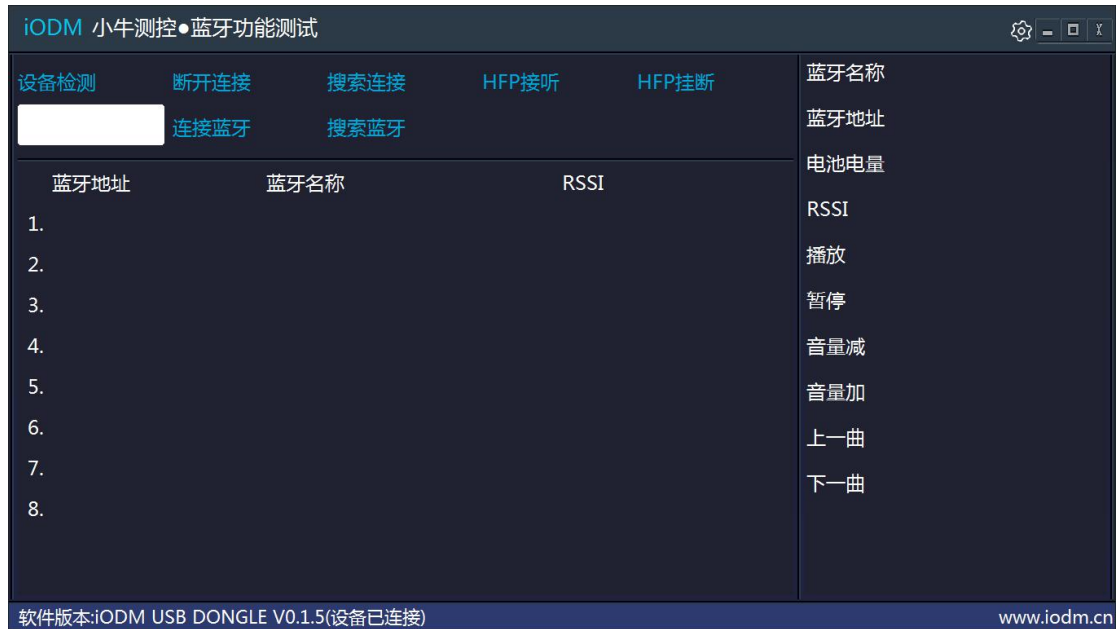 iODM 小牛测控●蓝牙功能测试
设备检测 断开连接 搜索连接 HFP接听 HFP挂断
连接蓝牙 搜索蓝牙
蓝牙地址 蓝牙名称 RSSI
1.
2.
3.
4.
5.
6.
7.
8.
蓝牙名称
蓝牙地址
电池电量
RSSI
播放
暂停
音量减
音量加
上一曲
下一曲
软件版本:iODM USB DONGLE V0.1.5(设备已连接) www.iodm.cn